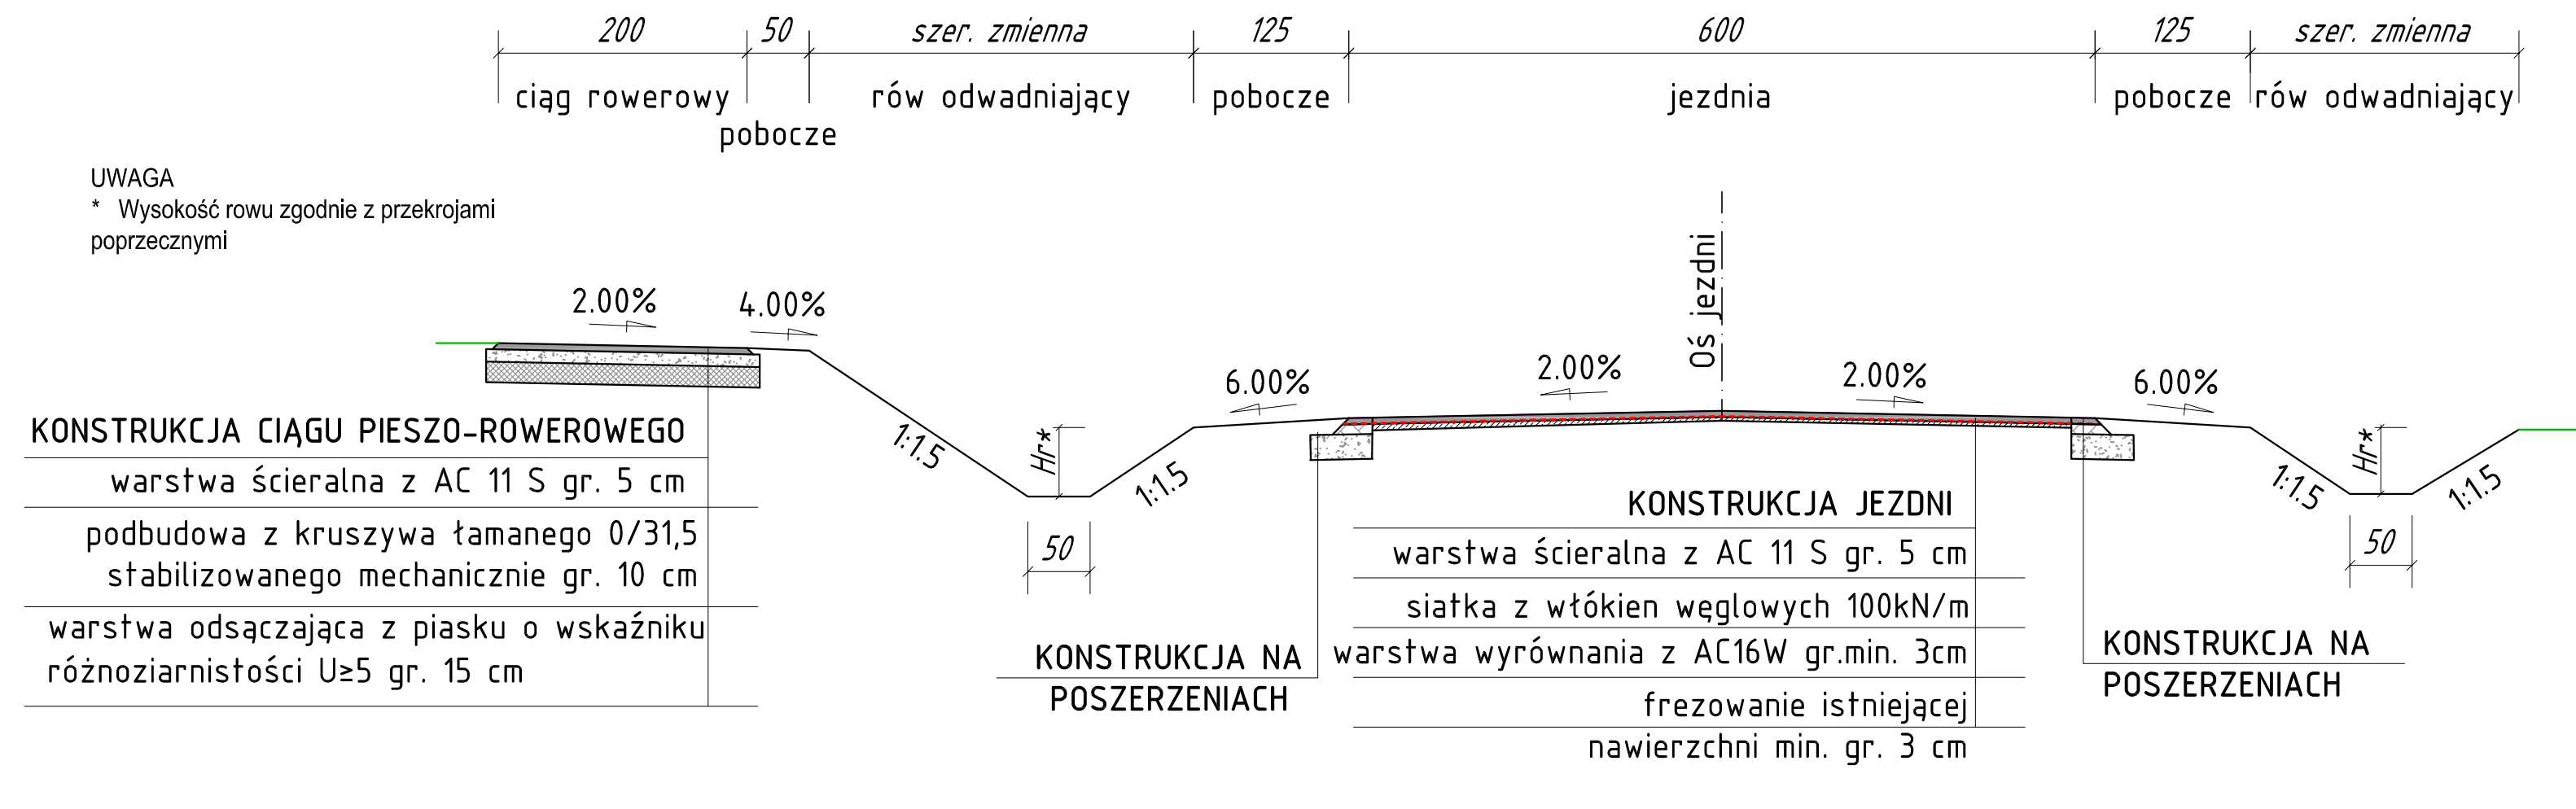 200
50
szer. zmienna
125
600
125
szer. zmienna
ciąg rowerowy
pobocze
rów odwadniający
pobocze
jezdnia
pobocze
rów odwadniający
UWAGA
* Wysokość rowu zgodnie z przekrojami
poprzecznymi
Oś jezdni
2.00%
4.00%
6.00%
2.00%
2.00%
6.00%
1:1.5
Hr*
1:1.5
50
1:1.5
Hr*
1:1.5
50
KONSTRUKCJA CIĄGU PIESZO-ROWEROWEGO
warstwa ścieralna z AC 11 S gr. 5 cm
podbudowa z kruszywa łamanego 0/31,5
stabilizowanego mechanicznie gr. 10 cm
warstwa odsączająca z piasku o wskaźniku
różnoziarnistości U≥5 gr. 15 cm
KONSTRUKCJA NA
POSZERZENIACH
KONSTRUKCJA JEZDNI
warstwa ścieralna z AC 11 S gr. 5 cm
siatka z włókien węglowych 100kN/m
warstwa wyrównania z AC16W gr.min. 3cm
frezowanie istniejącej
nawierzchni min. gr. 3 cm
KONSTRUKCJA NA
POSZERZENIACH